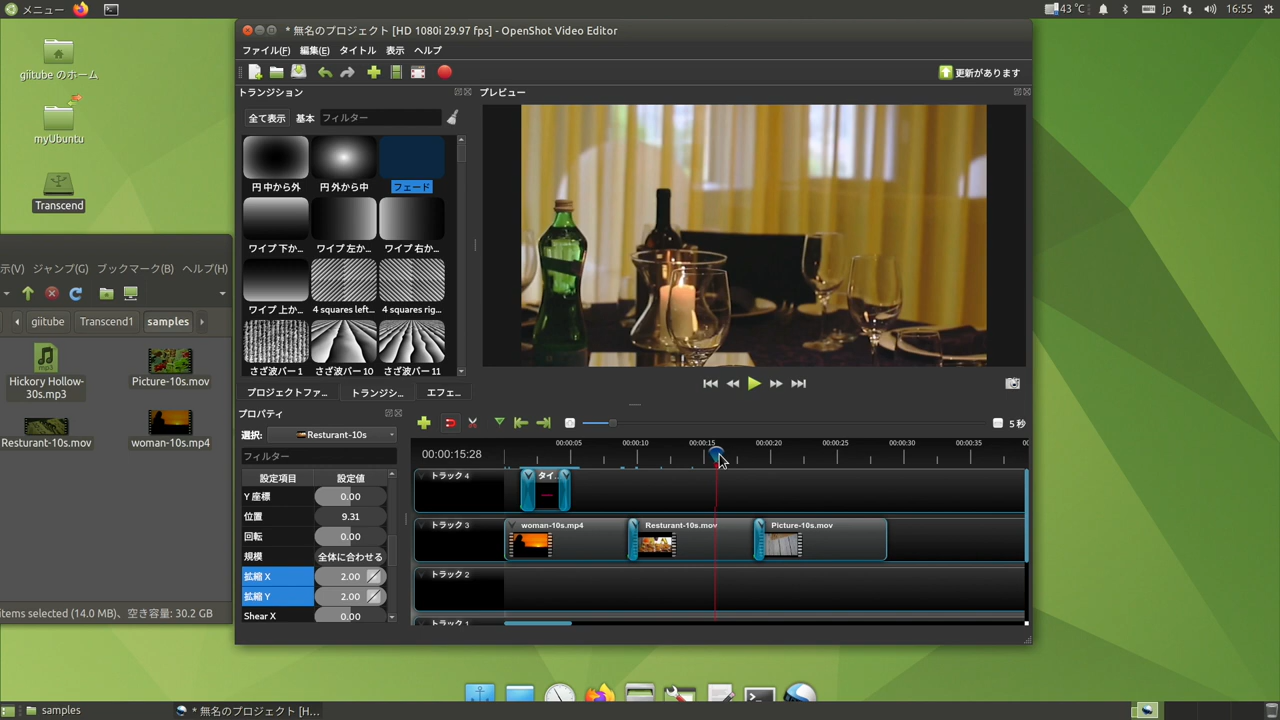 メニュー
43 °C
jp
16:55
giitube のホーム
myUbuntu
Transcend
* 無名のプロジェクト [HD 1080i 29.97 fps] - OpenShot Video Editor
ファイル(F) 編集(E) タイトル 表示 ヘルプ
更新があります
トランジション
全て表示 基本 フィルター
円 中から外 円 外から中 フェード
ワイプ 下か... ワイプ 左か... ワイプ 右か...
ワイプ 上か... 4 squares left... 4 squares rig...
さざ波バー 1 さざ波バー 10 さざ波バー 11
プロジェクトファ... トランジシ... エフェ...
プレビュー
示(V) ジャンプ(G) ブックマーク(B) ヘルプ(H)
giitube Transcend1 samples
Hickory Hollow-
30s.mp3
Picture-10s.mov
Resturant-10s.mov
woman-10s.mp4
items selected (14.0 MB)、空き容量: 30.2 GB
プロパティ
選択: Resturant-10s
フィルター
設定項目 設定値
Y 座標 0.00
位置 9.31
回転 0.00
規模 全体に合わせる
拡縮 X 2.00
拡縮 Y 2.00
Shear X 0.00
5 秒
00:00:15:28
00:00:05 00:00:10 00:00:15 00:00:20 00:00:25 00:00:30 00:00:35
トラック 4
タイ...
トラック 3
woman-10s.mp4
Resturant-10s.mov
Picture-10s.mov
トラック 2
トラック 1
samples
* 無名のプロジェクト [H...